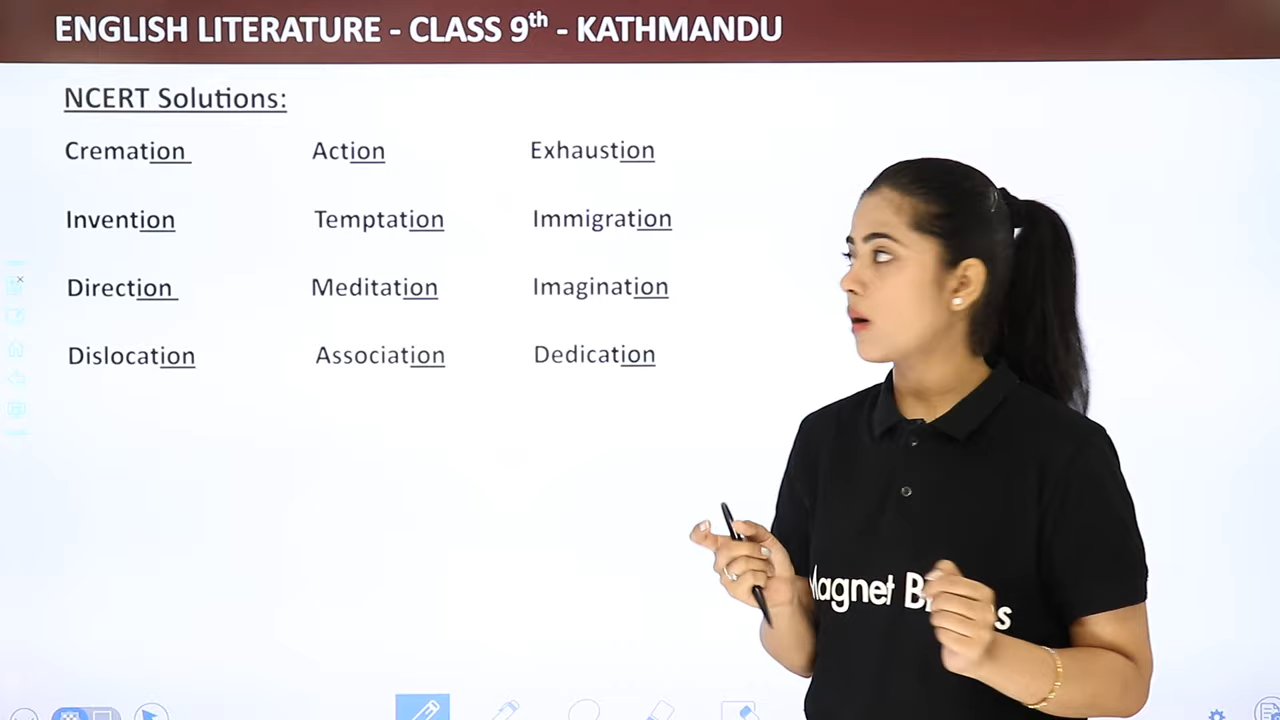 ENGLISH LITERATURE - CLASS 9th - KATHMANDU
NCERT Solutions:
Cremation Action Exhaustion
Invention Temptation Immigration
Direction Meditation Imagination
Dislocation Association Dedication
Magnet